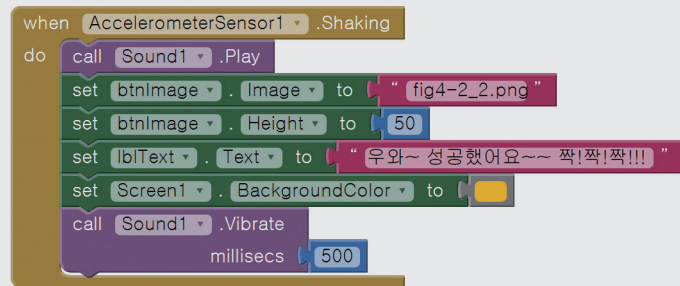 when AccelerometerSensor1 .Shaking
do call Sound1 .Play
set btnImage . Image to "fig4-2_2.png"
set btnImage . Height to 50
set lblText . Text to "우와~ 성공했어요~~ 짝!짝!짝!!!"
set Screen1 . BackgroundColor to
call Sound1 .Vibrate
millisecs 500